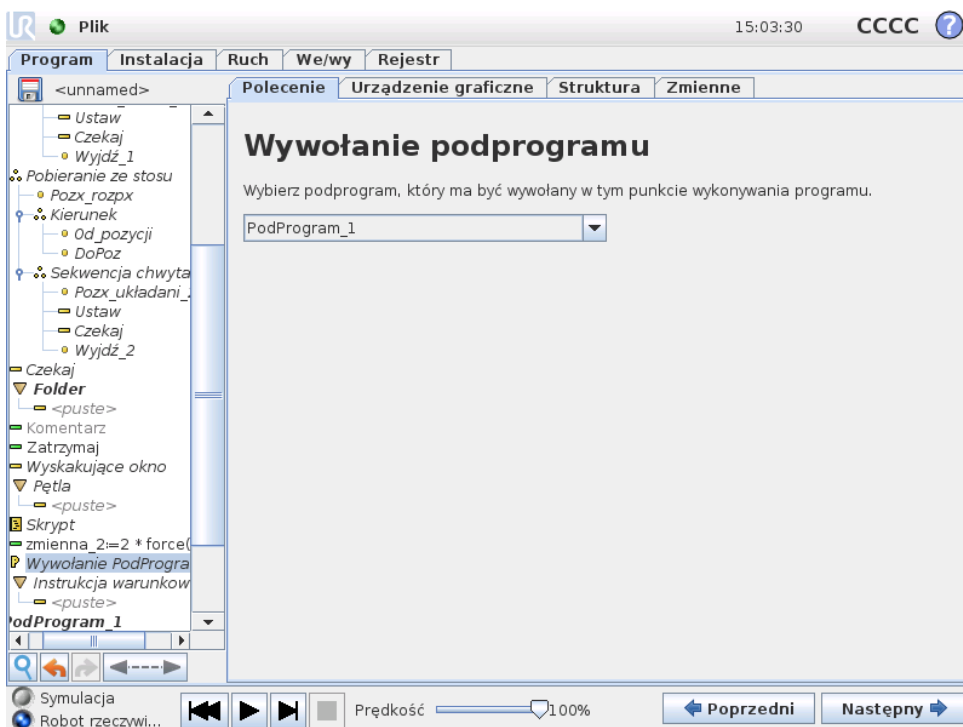 UR Plik 15:03:30 CCCC ?
Program Instalacja Ruch We/wy Rejestr
<unnamed>
Polecenie Urządzenie graficzne Struktura Zmienne
Ustaw
Czekaj
Wyjdź_1
Pobieranie ze stosu
Pozx_rozpx
Kierunek
Od_pozycji
DoPoz
Sekwencja chwyta
Pozx_układani_
Ustaw
Czekaj
Wyjdź_2
Czekaj
Folder
<puste>
Komentarz
Zatrzymaj
Wyskakujące okno
Pętla
<puste>
Skrypt
zmienna_2:=2 * force(
Wywołanie PodProgra
Instrukcja warunkow
<puste>
PodProgram_1
Wywołanie podprogramu
Wybierz podprogram, który ma być wywołany w tym punkcie wykonywania programu.
PodProgram_1
Symulacja
Robot rzeczywi...
Prędkość 100%
Poprzedni Następny